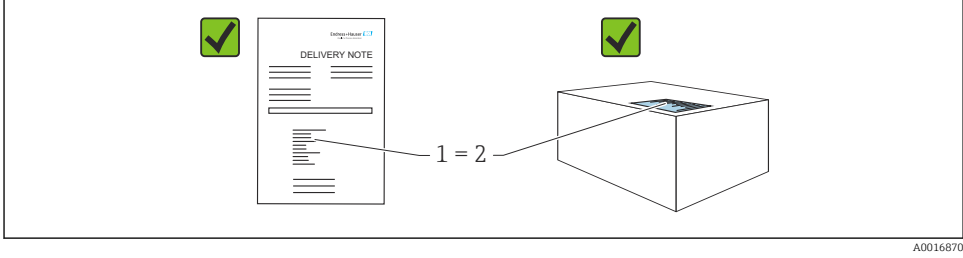 Endress+Hauser
DELIVERY NOTE
1 = 2
A0016870